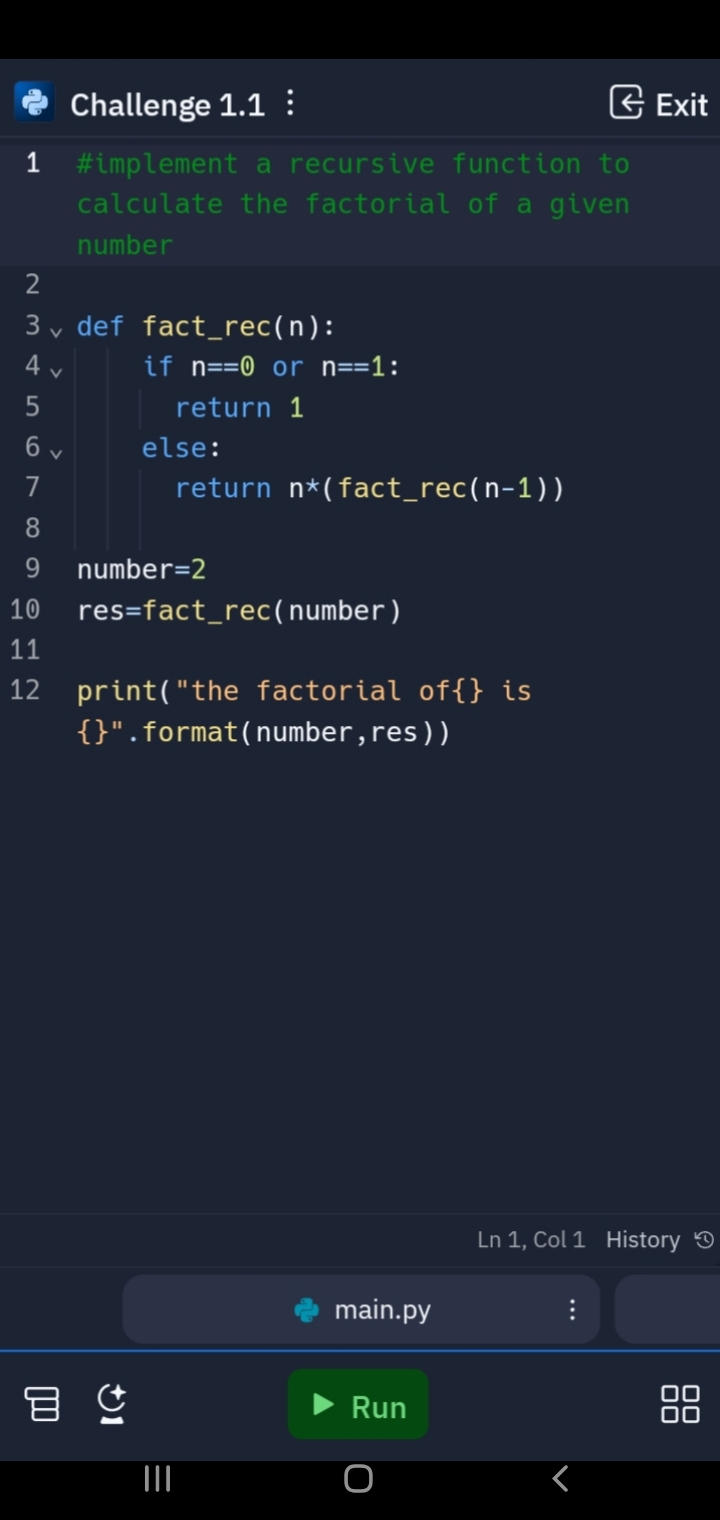 Challenge 1.1
Exit
1 #implement a recursive function to
calculate the factorial of a given
number
2
3 def fact_rec(n):
4 if n==0 or n==1:
5 return 1
6 else:
7 return n*(fact_rec(n-1))
8
9 number=2
10 res=fact_rec(number)
11
12 print("the factorial of{} is
{}".format(number,res))
Ln 1, Col 1 History
main.py
Run